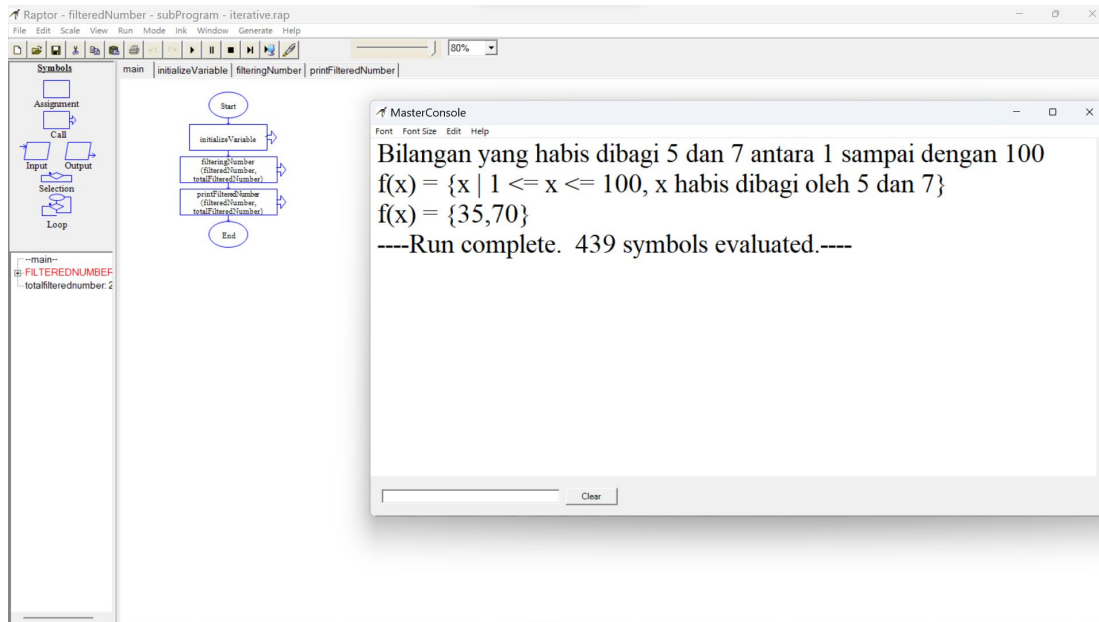 Raptor - filteredNumber - subProgram - iterative.rap
File Edit Scale View Run Mode Ink Window Generate Help
80%
Symbols
Assignment
Call
Input Output
Selection
Loop
main initializeVariable filteringNumber printFilteredNumber
Start
initializeVariable
filteringNumber
(filteredNumber,
totalFilteredNumber)
printFilteredNumber
(filteredNumber,
totalFilteredNumber)
End
--main--
FILTEREDNUMBER
totalfilterednumber: 2
MasterConsole
Font Font Size Edit Help
Bilangan yang habis dibagi 5 dan 7 antara 1 sampai dengan 100
f(x) = {x | 1 <= x <= 100, x habis dibagi oleh 5 dan 7}
f(x) = {35,70}
----Run complete.  439 symbols evaluated.----
Clear